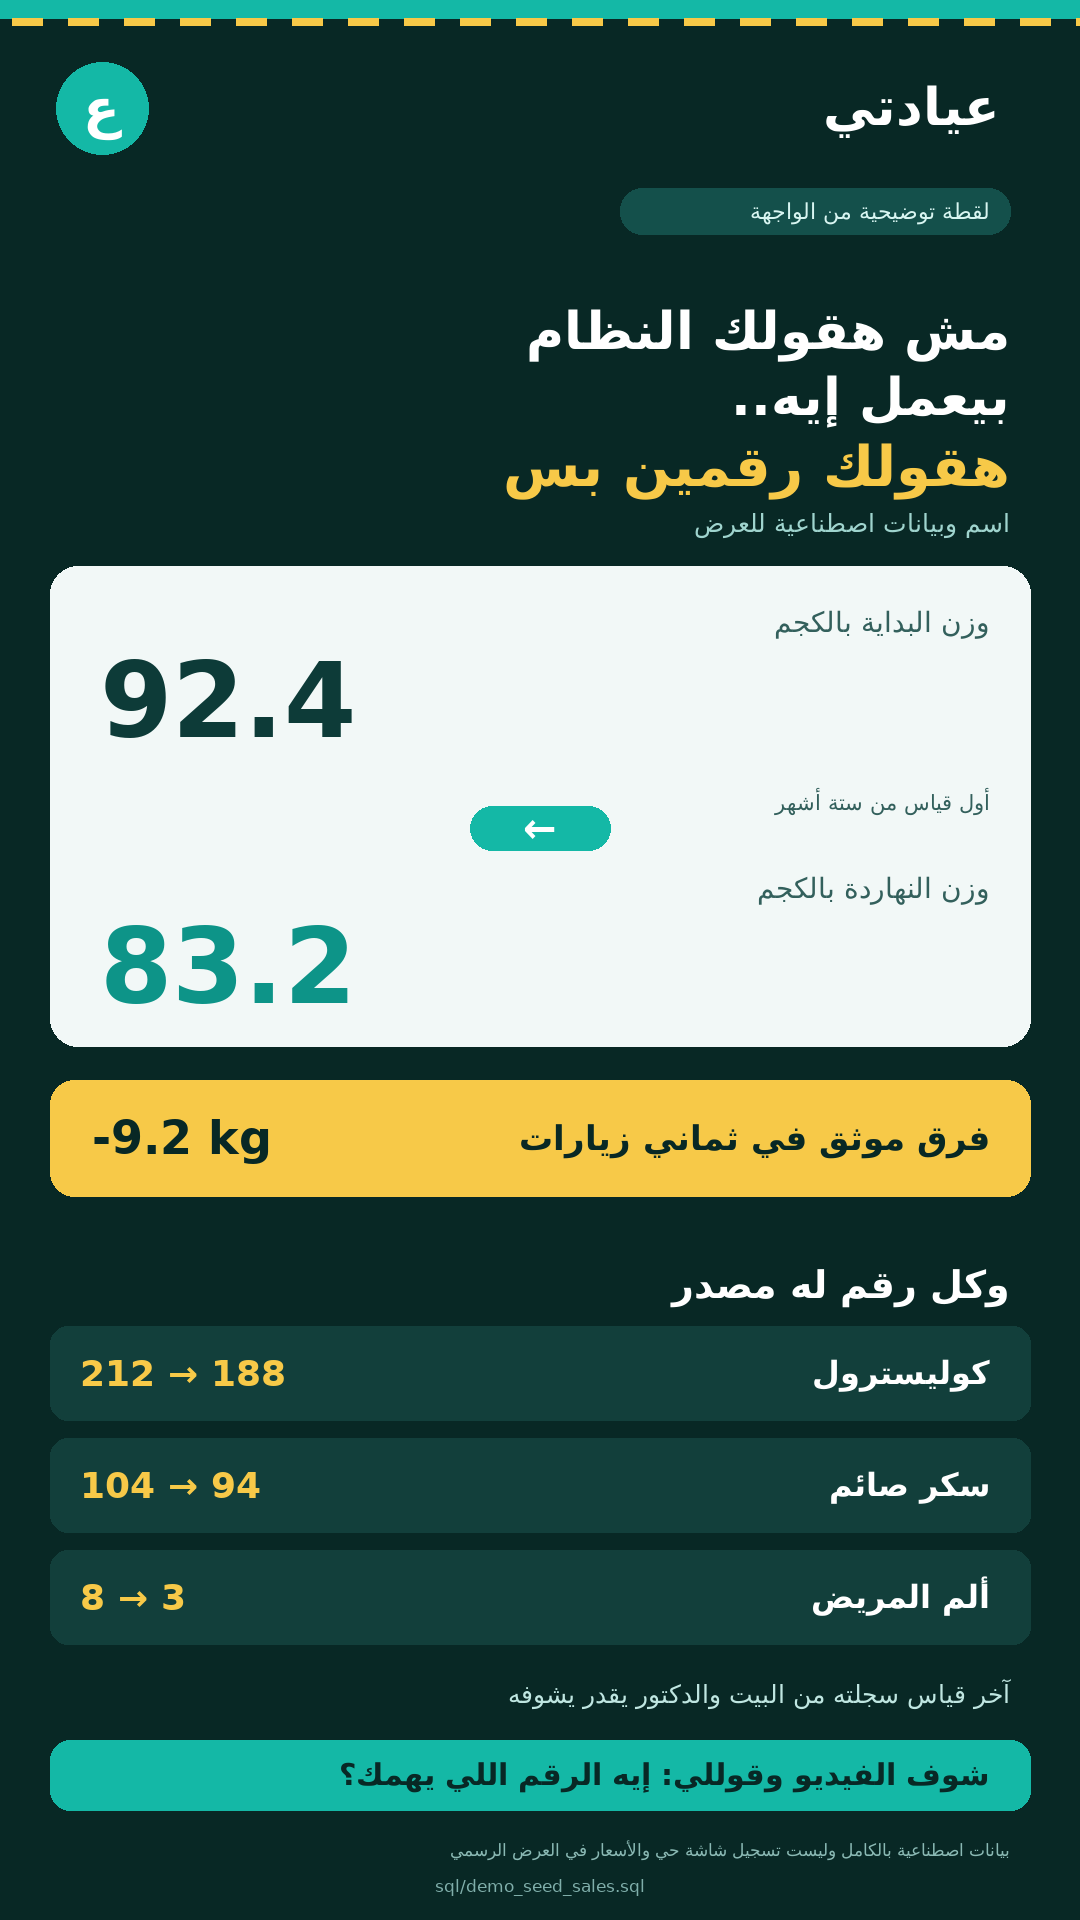 عيادتي
ع
لقطة توضيحية من الواجهة
مش هقولك النظام
بيعمل إيه..
هقولك رقمين بس
اسم وبيانات اصطناعية للعرض
وزن البداية بالكجم
92.4
أول قياس من ستة أشهر
←
وزن النهاردة بالكجم
83.2
فرق موثق في ثماني زيارات
-9.2 kg
وكل رقم له مصدر
كوليسترول
212 → 188
سكر صائم
104 → 94
ألم المريض
8 → 3
آخر قياس سجلته من البيت والدكتور يقدر يشوفه
شوف الفيديو وقوللي: إيه الرقم اللي يهمك؟
بيانات اصطناعية بالكامل وليست تسجيل شاشة حي والأسعار في العرض الرسمي
sql/demo_seed_sales.sql